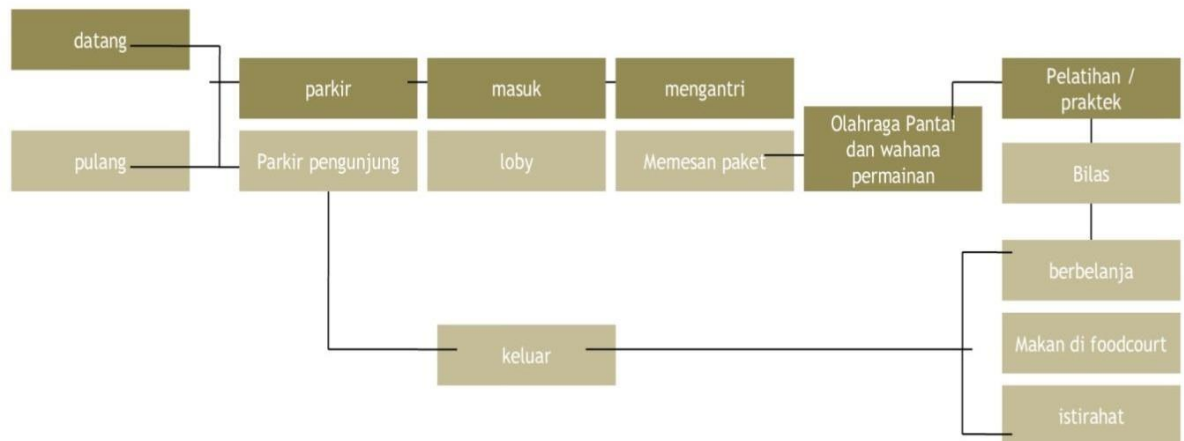 datang
parkir
masuk
mengantri
Pelatihan /
praktek
Olahraga Pantai
dan wahana
permainan
pulang
Parkir pengunjung
loby
Memesan paket
Bilas
berbelanja
keluar
Makan di foodcourt
istirahat